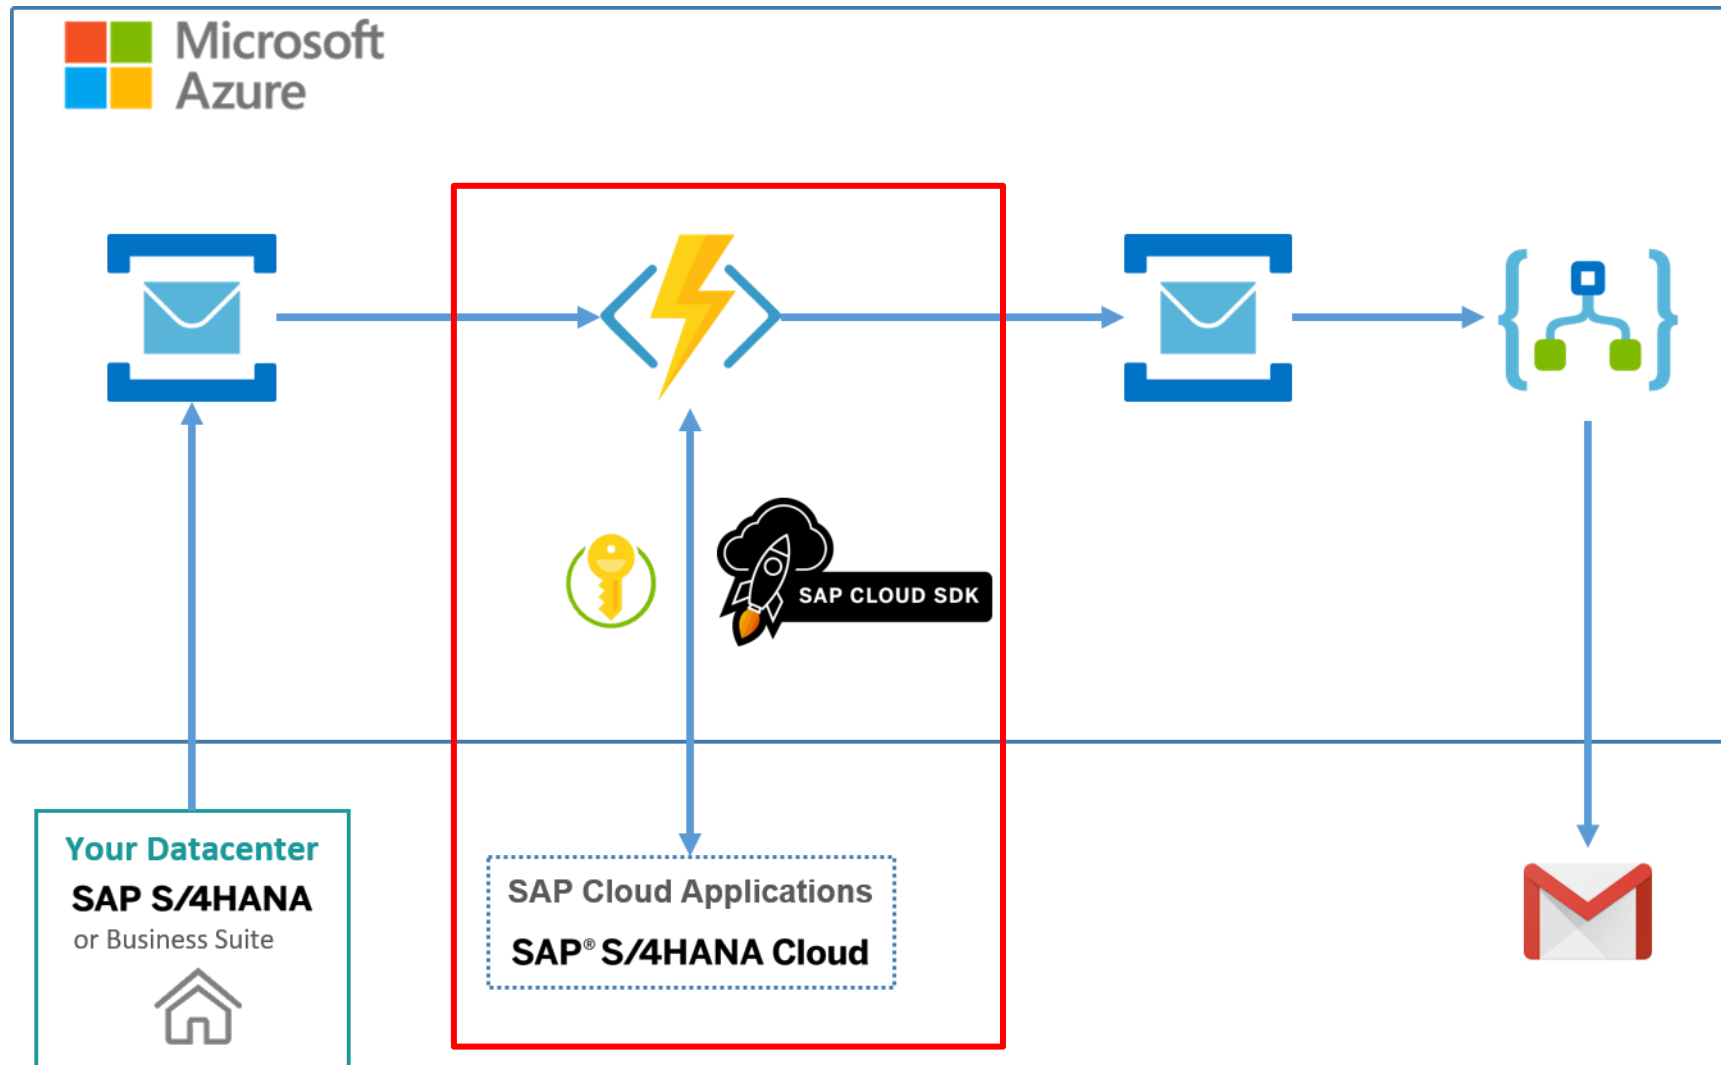 Microsoft
Azure
SAP CLOUD SDK
Your Datacenter
SAP S/4HANA
or Business Suite
SAP Cloud Applications
SAP® S/4HANA Cloud